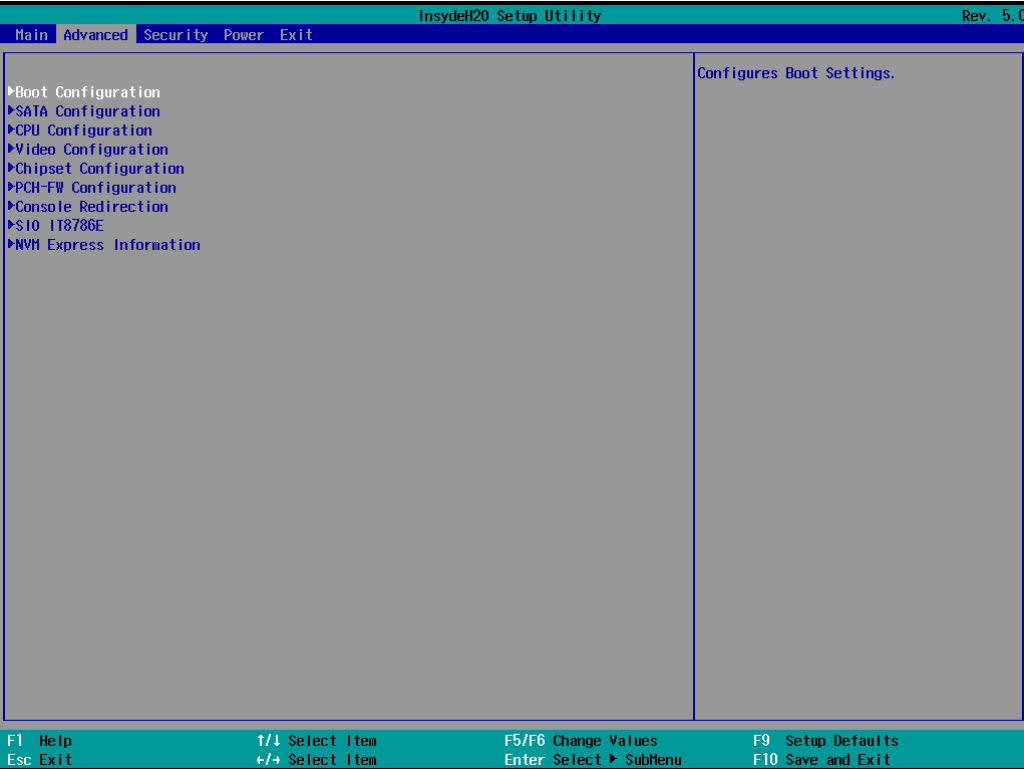 InsydeH20 Setup Utility Rev. 5.0
Main Advanced Security Power Exit
Configures Boot Settings.
▶Boot Configuration
▶SATA Configuration
▶CPU Configuration
▶Video Configuration
▶Chipset Configuration
▶PCH-FW Configuration
▶Console Redirection
▶SIO IT8786E
▶NVM Express Information
F1 Help ↑/↓ Select Item F5/F6 Change Values F9 Setup Defaults
Esc Exit ←/→ Select Item Enter Select ▶ SubMenu F10 Save and Exit